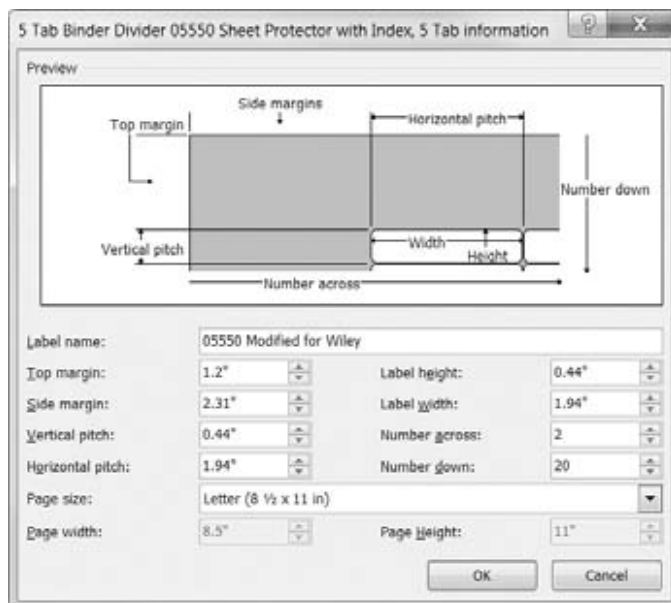 5 Tab Binder Divider 05550 Sheet Protector with Index, 5 Tab information
Preview
Side margins
Top margin
Horizontal pitch
Number down
Vertical pitch
Width
Height
Number across
Label name: 05550 Modified for Wiley
Top margin: 1.2" Label height: 0.44"
Side margin: 2.31" Label width: 1.94"
Vertical pitch: 0.44" Number across: 2
Horizontal pitch: 1.94" Number down: 20
Page size: Letter (8 ½ x 11 in)
Page width: 8.5" Page Height: 11"
OK Cancel